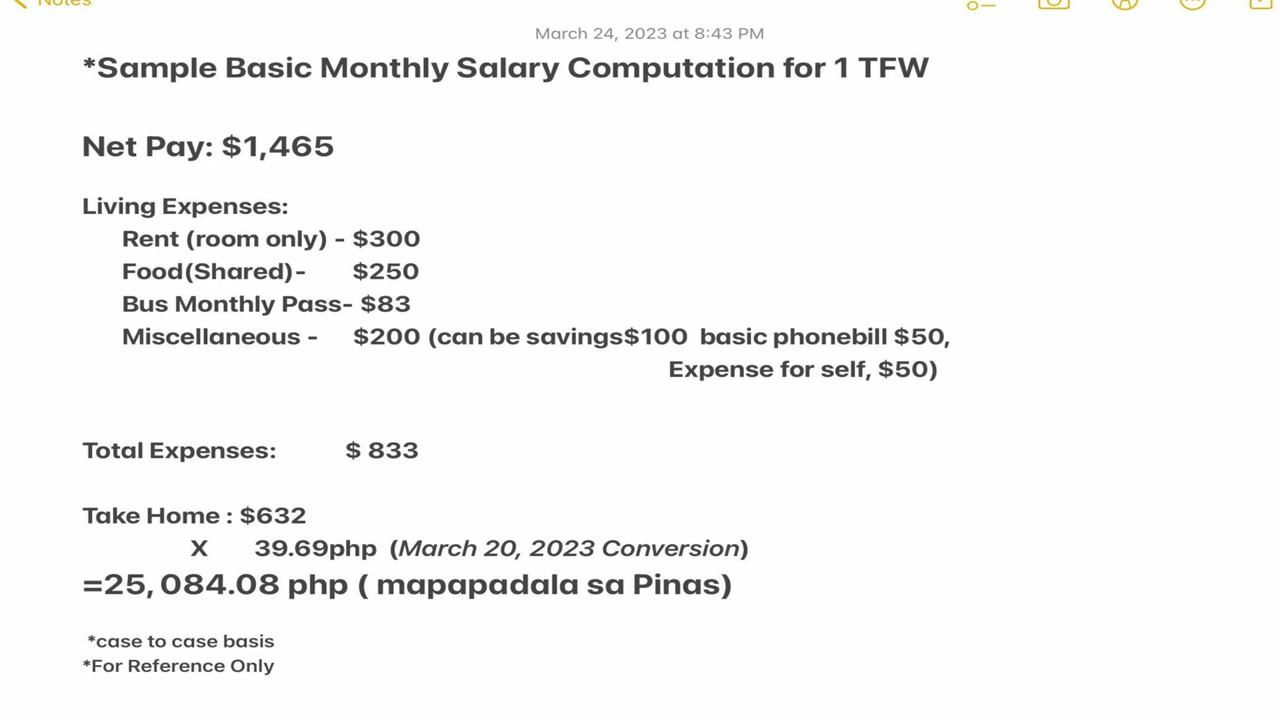 Notes
March 24, 2023 at 8:43 PM
*Sample Basic Monthly Salary Computation for 1 TFW
Net Pay: $1,465
Living Expenses:
Rent (room only) - $300
Food(Shared)- $250
Bus Monthly Pass- $83
Miscellaneous - $200 (can be savings$100 basic phonebill $50,
Expense for self, $50)
Total Expenses: $ 833
Take Home : $632
X 39.69php (March 20, 2023 Conversion)
=25, 084.08 php ( mapapadala sa Pinas)
*case to case basis
*For Reference Only